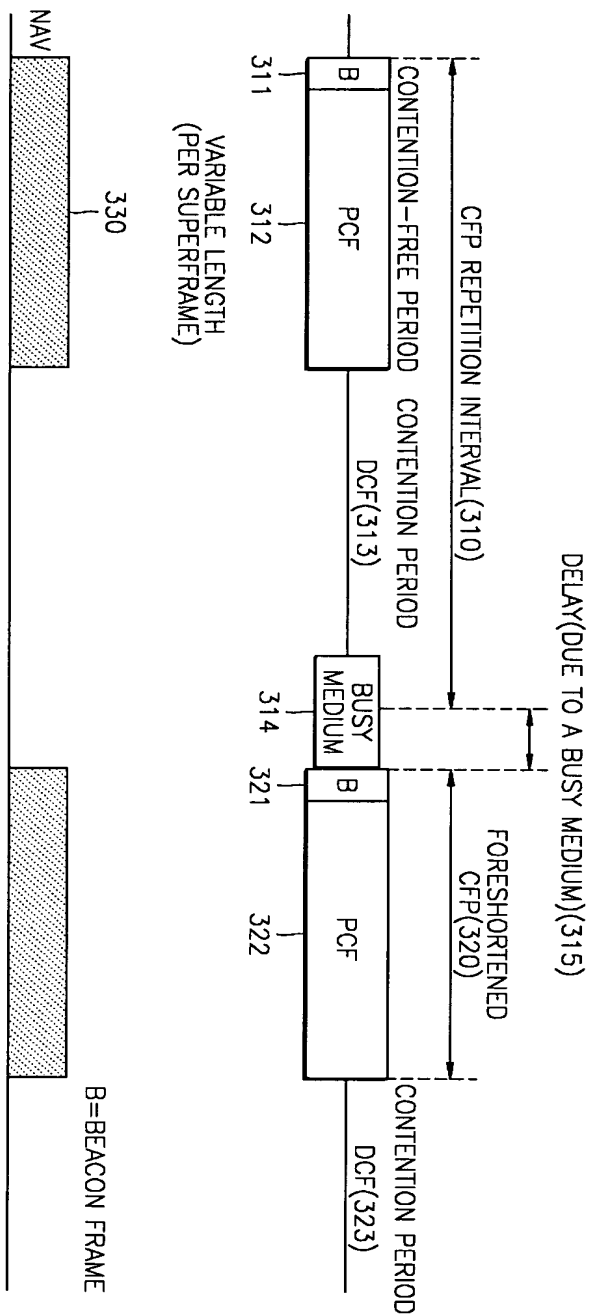 DELAY(DUE TO A BUSY MEDIUM)(315)
CFP REPETITION INTERVAL(310)
FORESHORTENED
CFP(320)
CONTENTION-FREE PERIOD
CONTENTION PERIOD
CONTENTION PERIOD
B
PCF
DCF(313)
BUSY
MEDIUM
B
PCF
DCF(323)
311
312
314
321
322
VARIABLE LENGTH
(PER SUPERFRAME)
330
NAV
B=BEACON FRAME